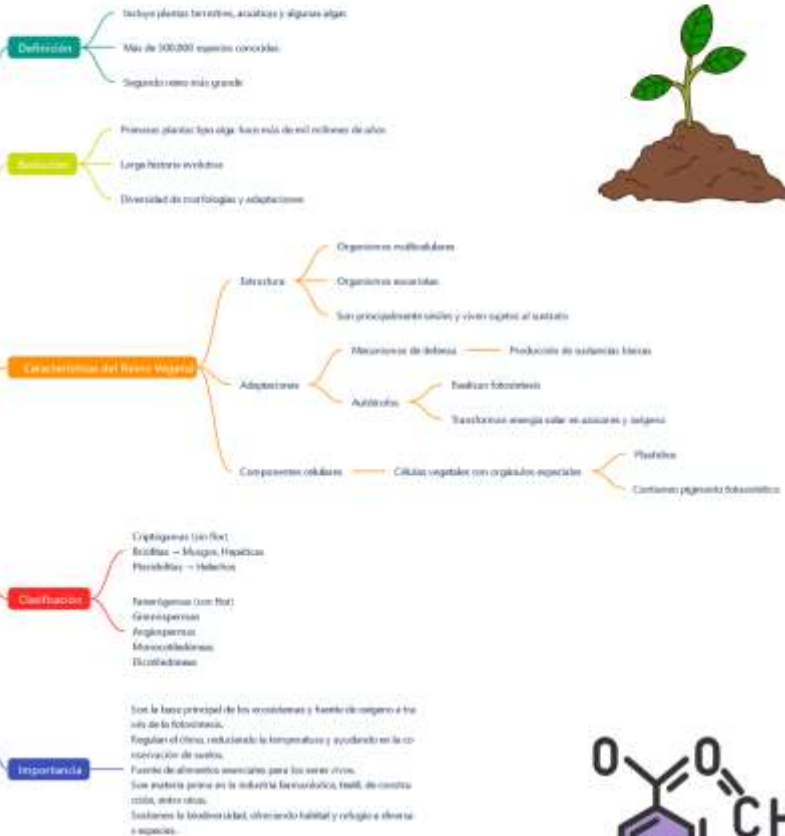 Incluye plantas terrestres, acuáticas y algunas algas
Definición
Más de 300.000 especies conocidas
Segundo reino más grande
Primeras plantas tipo alga: hace más de mil millones de años
Evolución
Larga historia evolutiva
Diversidad de morfologías y adaptaciones
Organismos multicelulares
Estructura
Organismos eucariotas
Son principalmente sésiles y viven sujetos al sustrato
Características del Reino Vegetal
Mecanismos de defensa
Producción de sustancias tóxicas
Adaptaciones
Autótrofos
Realizan fotosíntesis
Transforman energía solar en azúcares y oxígeno
Componentes celulares
Células vegetales con orgánulos especiales
Plastidios
Contienen pigmento fotosintético
Criptógamas (sin flor)
Briófitas → Musgos, Hepáticas
Pteridofitas → Helechos
Clasificación
Fanerógamas (con flor)
Gimnospermas
Angiospermas
Monocotiledóneas
Dicotiledóneas
Son la base principal de los ecosistemas y fuente de oxígeno a tra
vés de la fotosíntesis.
Regulan el clima, reduciendo la temperatura y ayudando en la co
nservación de suelos.
Importancia
Fuente de alimentos esenciales para los seres vivos.
Son materia prima en la industria farmacéutica, textil, de constru
cción, entre otras.
Sostienen la biodiversidad, ofreciendo hábitat y refugio a diversa
s especies.
O
O
CH